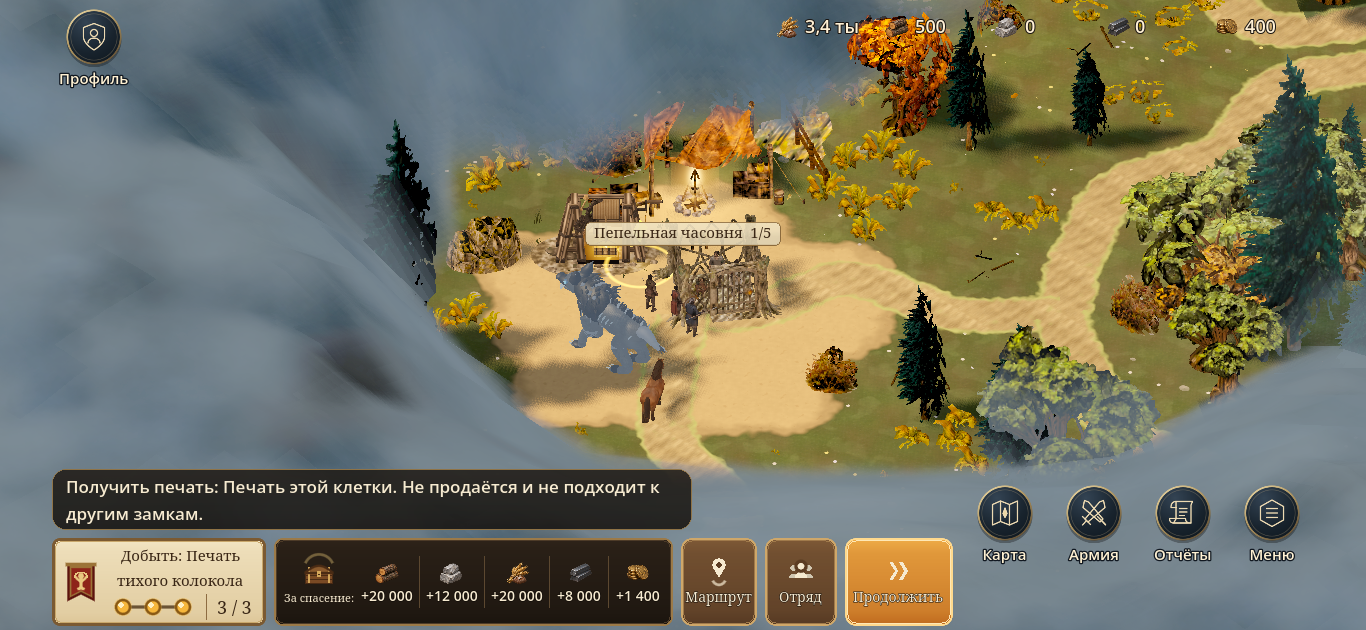 Профиль
3,4 ты
500
0
0
400
Пепельная часовня 1/5
Получить печать: Печать этой клетки. Не продаётся и не подходит к
другим замкам.
Добыть: Печать
тихого колокола
3 / 3
За спасение:
+20 000
+12 000
+20 000
+8 000
+1 400
Маршрут
Отряд
Продолжить
Карта
Армия
Отчёты
Меню